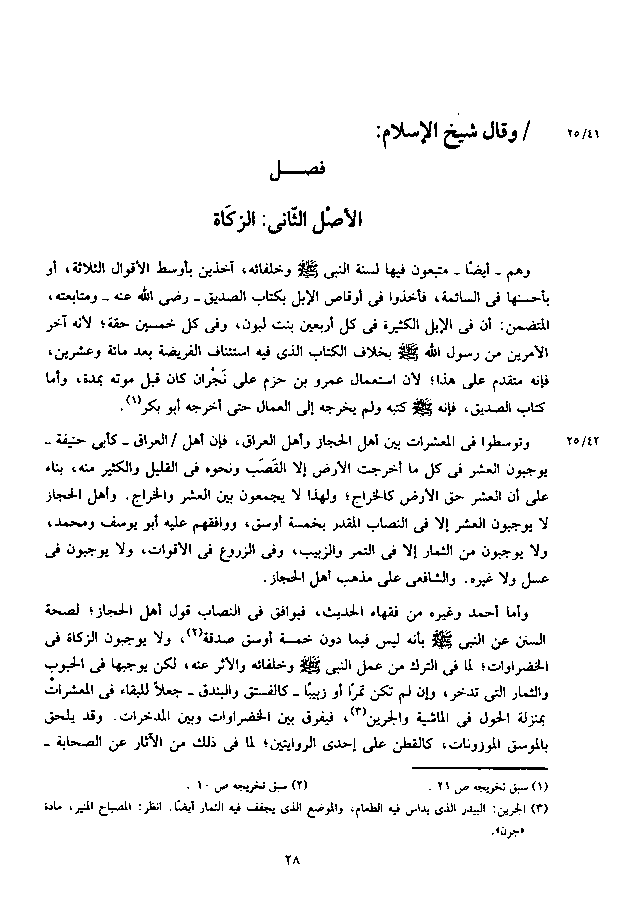 ٢٥/٤١ / وقال شيخ الإسلام:
فصــــل
الأصْل الثَّانى: الزكَاة
وهم ـ أيضًا ـ متبعون فيها لسنة النبى ﷺ وخلفائه، آخذين بأوسط الأقوال الثلاثة، أو
بأحسنها فى السائمة، فأخذوا فى أوقاص الإبل بكتاب الصديق ـ رضى الله عنه ـ ومتابعته،
المتضمن: أن فى الإبل الكثيرة فى كل أربعين بنت لبون، وفى كل خمسين حقة؛ لأنه آخر
الأمرين من رسول الله ﷺ بخلاف الكتاب الذى فيه استئناف الفريضة بعد مائة وعشرين،
فإنه متقدم على هذا؛ لأن استعمال عمرو بن حزم على نَجْران كان قبل موته بمدة، وأما
كتاب الصديق، فإنه ﷺ كتبه ولم يخرجه إلى العمال حتى أخرجه أبو بكر(١).
٢٥/٤٢ وتوسطوا فى المعشرات بين أهل الحجاز وأهل العراق، فإن أهل / العراق ـ كأبى حنيفة ـ
يوجبون العشر فى كل ما أخرجت الأرض إلا القَصَب ونحوه فى القليل والكثير منه، بناء
على أن العشر حق الأرض كالخراج؛ ولهذا لا يجمعون بين العشر والخراج. وأهل الحجاز
لا يوجبون العشر إلا فى النصاب المقدر بخمسة أوسق، ووافقهم عليه أبو يوسف ومحمد،
ولا يوجبون من الثمار إلا فى التمر والزبيب، وفى الزروع فى الأقوات، ولا يوجبون فى
عسل ولا غيره. والشافعى على مذهب أهل الحجاز.
وأما أحمد وغيره من فقهاء الحديث، فيوافق فى النصاب قول أهل الحجاز؛ لصحة
السنن عن النبى ﷺ بأنه ليس فيما دون خمسة أوسق صدقة(٢)، ولا يوجبون الزكاة فى
الخضراوات؛ لما فى الترك من عمل النبى ﷺ وخلفائه والأثر عنه، لكن يوجبها فى الحبوب
والثمار التى تدخر، وإن لم تكن تمرًا أو زبيبًا ـ كالفستق والبندق ـ جعلاً للبقاء فى المعشراتْ
بمنزلة الحول فى الماشية والجرين(٣)، فيفرق بين الخضراوات وبين المدخرات. وقد يلحق
بالموسق الموزونات، كالقطن على إحدى الروايتين؛ لما فى ذلك من الآثار عن الصحابة ـ
(١) سبق تخريجه ص ٢١ . (٢) سبق تخريجه ص ١٠ .
(٣) الجرين: البيدر الذى يداس فيه الطعام، والموضع الذى يجفف فيه الثمار أيضًا. انظر: المصباح المنير، مادة
«جرن».
٢٨